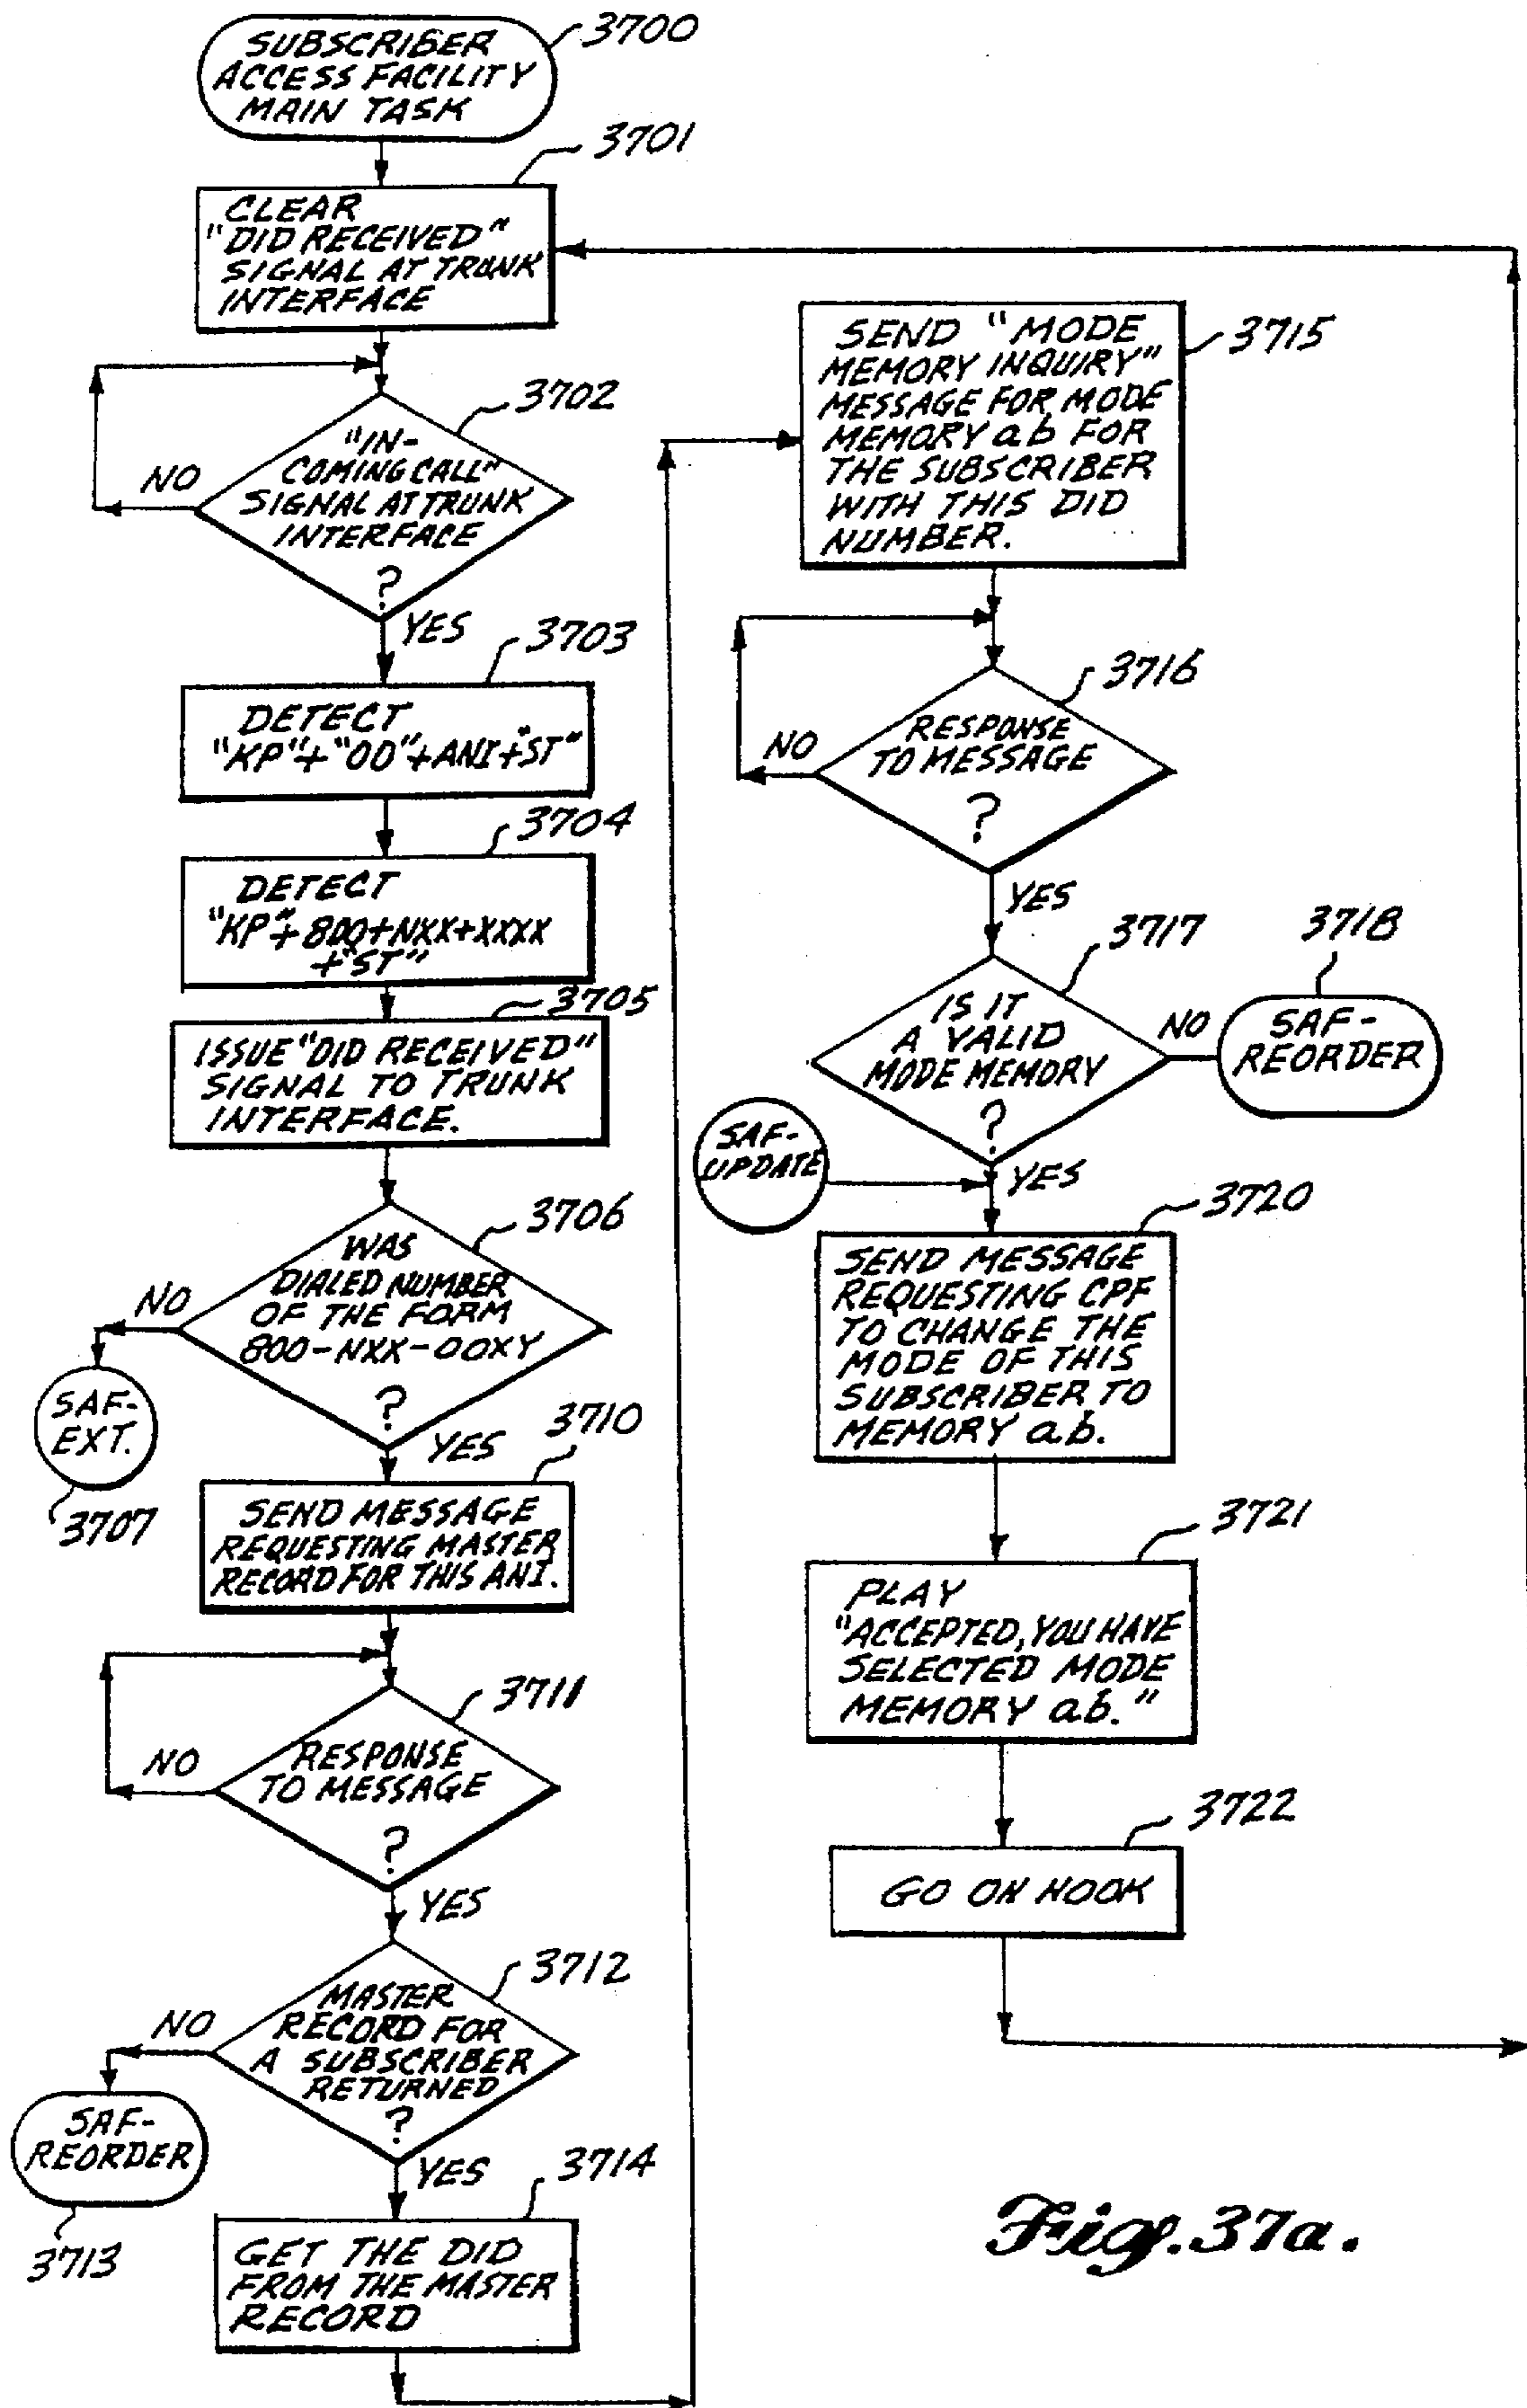 SUBSCRIBER
ACCESS FACILITY
MAIN TASK
3700
3701
CLEAR
"DID RECEIVED"
SIGNAL AT TRUNK
INTERFACE
3702
"IN-
COMING CALL"
SIGNAL AT TRUNK
INTERFACE
?
NO
YES
3703
DETECT
"KP"+"00"+ANI+"ST"
3704
DETECT
"KP"+800+NXX+XXXX
+"ST"
3705
ISSUE "DID RECEIVED"
SIGNAL TO TRUNK
INTERFACE.
3706
WAS
DIALED NUMBER
OF THE FORM
800-NXX-00XY
?
NO
SAF-
EXT.
3707
YES
3710
SEND MESSAGE
REQUESTING MASTER
RECORD FOR THIS ANI.
3711
RESPONSE
TO MESSAGE
?
NO
YES
3712
MASTER
RECORD FOR
A SUBSCRIBER
RETURNED
?
NO
SAF-
REORDER
3713
YES
3714
GET THE DID
FROM THE MASTER
RECORD
SEND "MODE
MEMORY INQUIRY"
MESSAGE FOR MODE
MEMORY ab FOR
THE SUBSCRIBER
WITH THIS DID
NUMBER.
3715
3716
RESPONSE
TO MESSAGE
?
NO
YES
3717
IS IT
A VALID
MODE MEMORY
?
NO
3718
SAF-
REORDER
SAF-
UPDATE
YES
3720
SEND MESSAGE
REQUESTING CPF
TO CHANGE THE
MODE OF THIS
SUBSCRIBER TO
MEMORY ab.
3721
PLAY
"ACCEPTED, YOU HAVE
SELECTED MODE
MEMORY ab."
3722
GO ON HOOK
Fig. 37a.